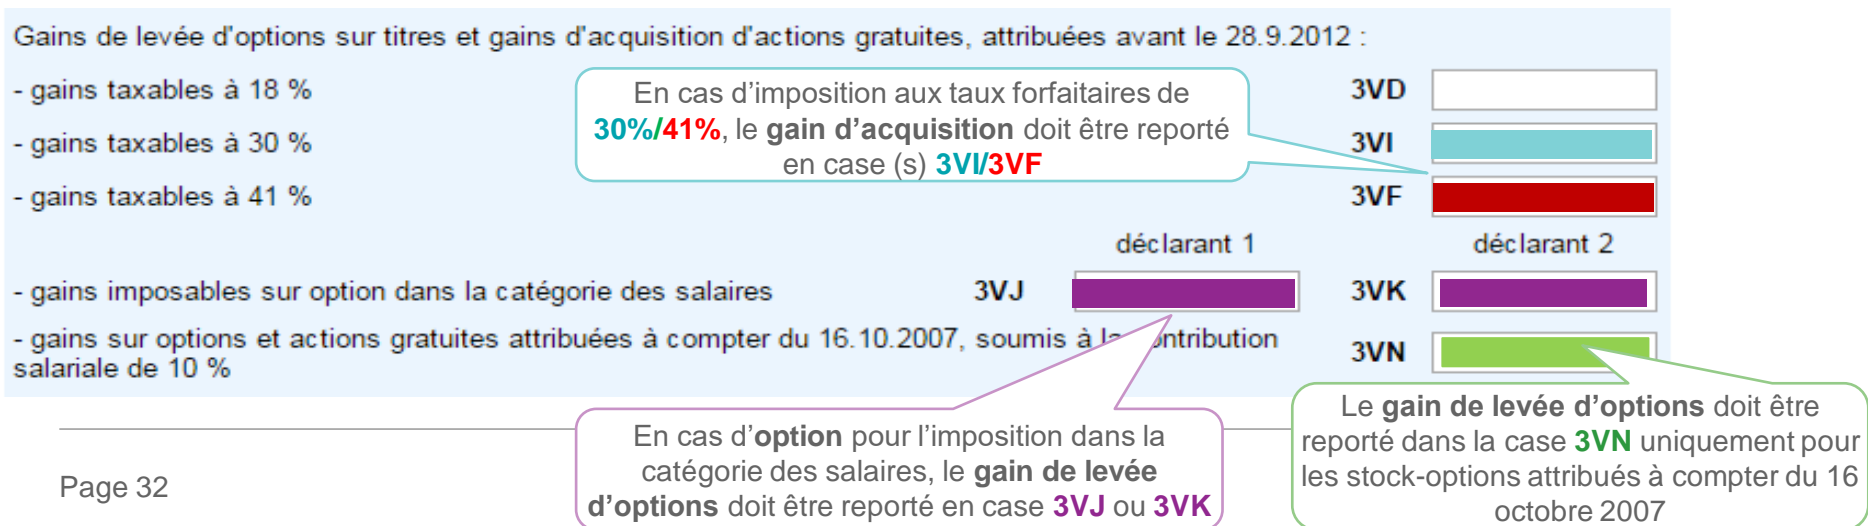 Gains de levée d'options sur titres et gains d'acquisition d'actions gratuites, attribuées avant le 28.9.2012 :
- gains taxables à 18 %
3VD
En cas d'imposition aux taux forfaitaires de
30%/41%, le gain d'acquisition doit être reporté
en case (s) 3VI/3VF
- gains taxables à 30 %
3VI
- gains taxables à 41 %
3VF
déclarant 1
déclarant 2
- gains imposables sur option dans la catégorie des salaires
3VJ
3VK
- gains sur options et actions gratuites attribuées à compter du 16.10.2007, soumis à la contribution
salariale de 10 %
3VN
En cas d'option pour l'imposition dans la
catégorie des salaires, le gain de levée
d'options doit être reporté en case 3VJ ou 3VK
Le gain de levée d'options doit être
reporté dans la case 3VN uniquement pour
les stock-options attribués à compter du 16
octobre 2007
Page 32